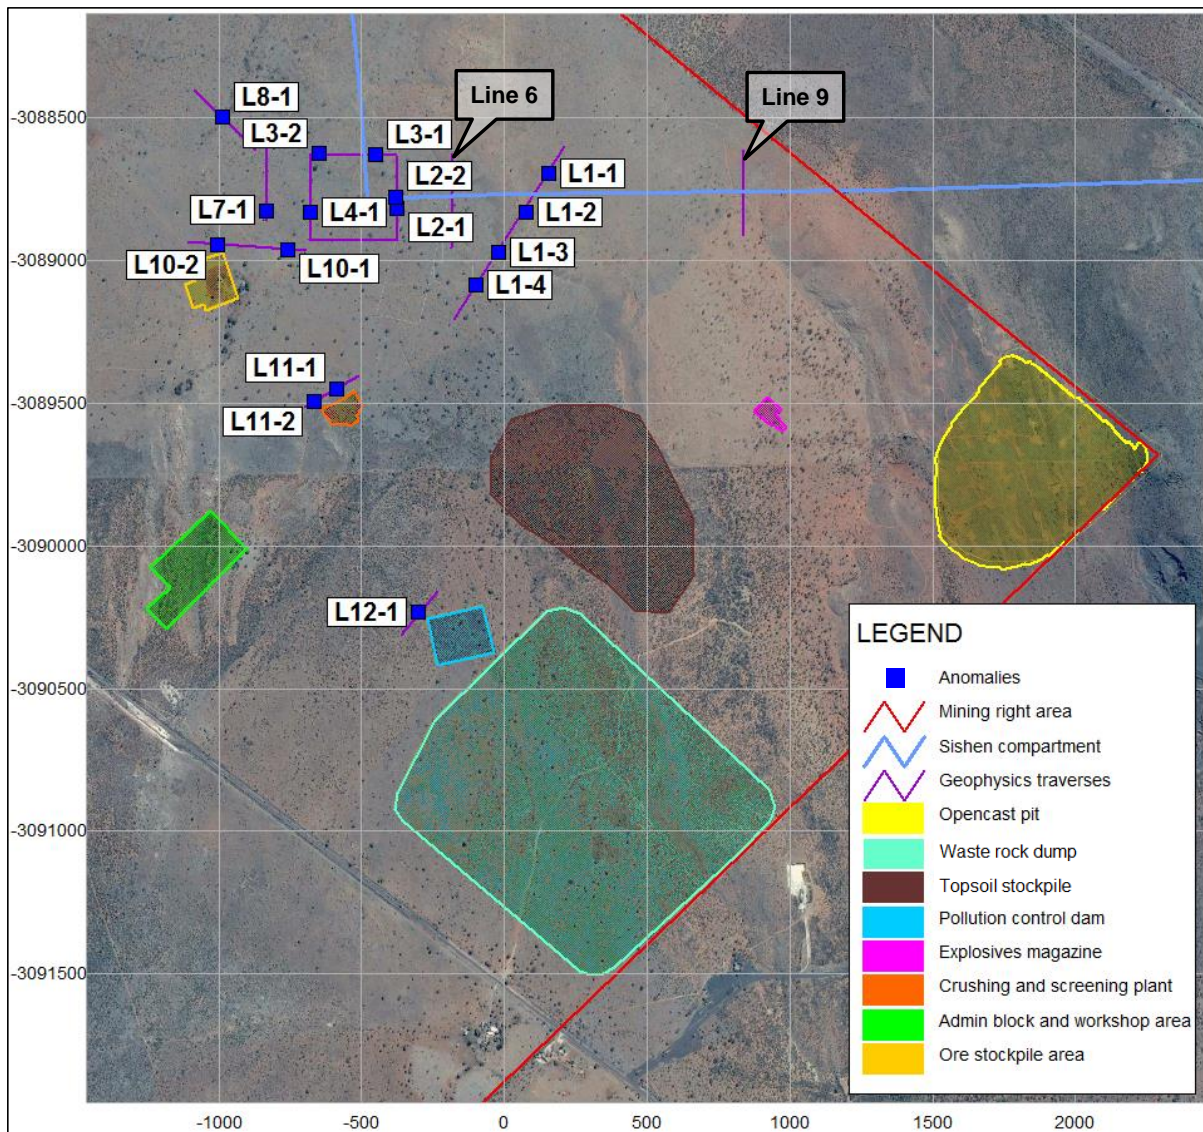 Line 6
Line 9
L8-1
L3-2
L3-1
L2-2
L1-1
L7-1
L4-1
L2-1
L1-2
L10-2
L10-1
L1-3
L1-4
L11-1
L11-2
L12-1
-3088500
-3089000
-3089500
-3090000
-3090500
-3091000
-3091500
-1000 -500 0 500 1000 1500 2000
LEGEND
Anomalies
Mining right area
Sishen compartment
Geophysics traverses
Opencast pit
Waste rock dump
Topsoil stockpile
Pollution control dam
Explosives magazine
Crushing and screening plant
Admin block and workshop area
Ore stockpile area